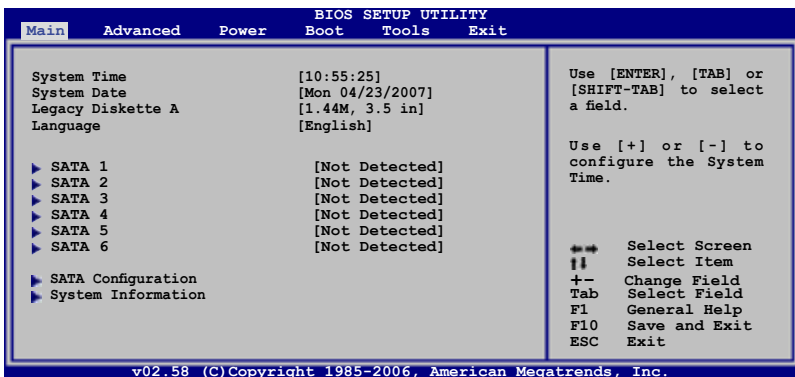 BIOS SETUP UTILITY
Main Advanced Power Boot Tools Exit
System Time [10:55:25]
System Date [Mon 04/23/2007]
Legacy Diskette A [1.44M, 3.5 in]
Language [English]
SATA 1 [Not Detected]
SATA 2 [Not Detected]
SATA 3 [Not Detected]
SATA 4 [Not Detected]
SATA 5 [Not Detected]
SATA 6 [Not Detected]
SATA Configuration
System Information
Use [ENTER], [TAB] or
[SHIFT-TAB] to select
a field.
Use [+] or [-] to
configure the System
Time.
←→ Select Screen
↑↓ Select Item
+- Change Field
Tab Select Field
F1 General Help
F10 Save and Exit
ESC Exit
v02.58 (C)Copyright 1985-2006, American Megatrends, Inc.